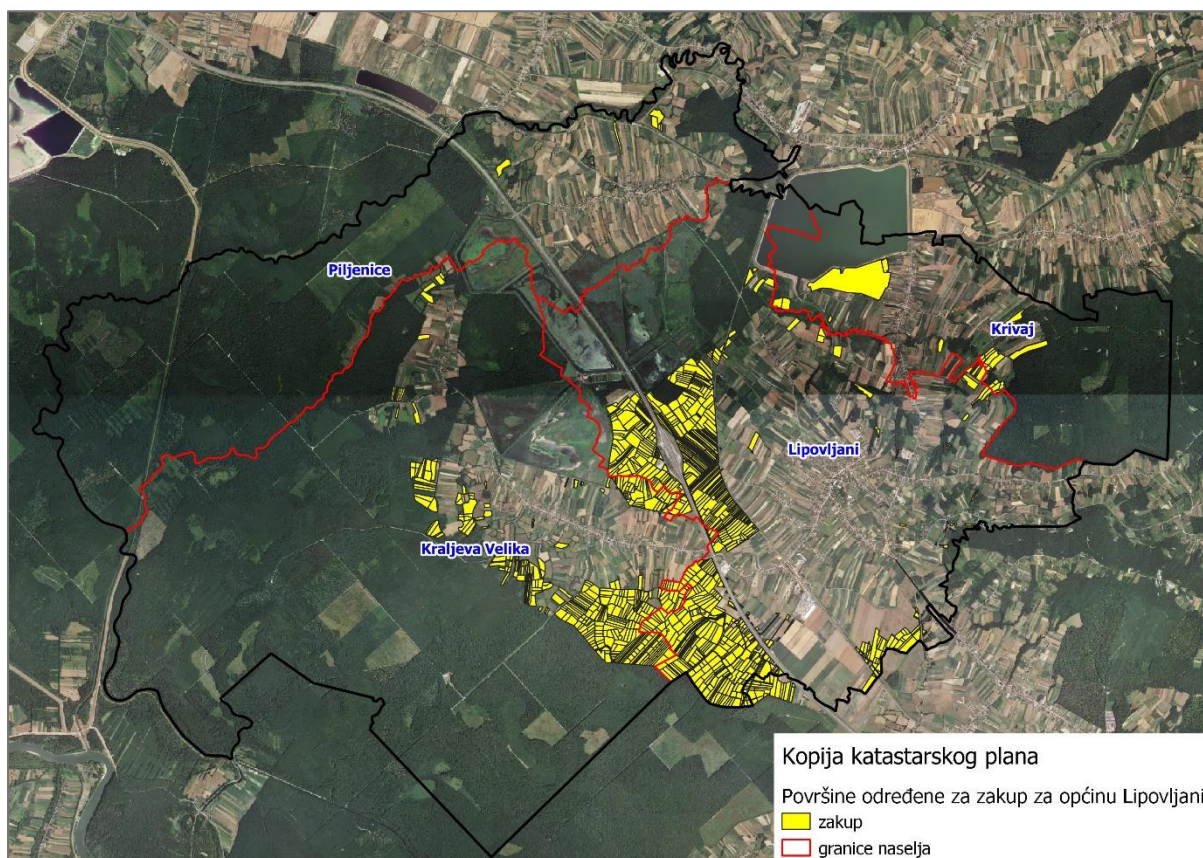 Piljenice
Krivaj
Lipovljani
Kraljeva Velika
Kopija katastarskog plana
Površine određene za zakup za općinu Lipovljani
zakup
granice naselja